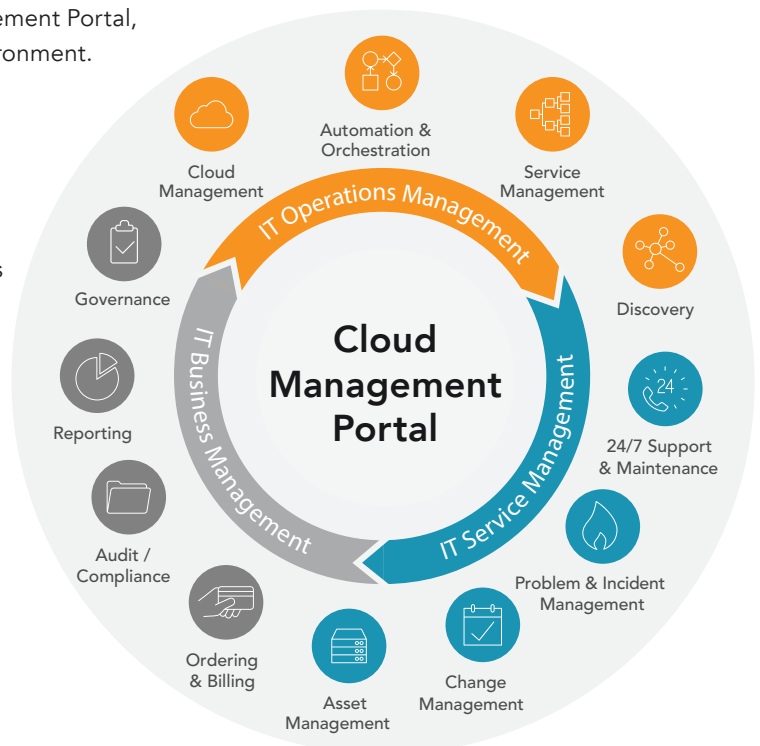 ement Portal,
ronment.
s
Cloud
Management
Automation &
Orchestration
Service
Management
Discovery
24/7 Support
& Maintenance
24
Problem & Incident
Management
Change
Management
Asset
Management
Ordering
& Billing
Audit /
Compliance
Reporting
Governance
IT Operations Management
IT Service Management
IT Business Management
Cloud
Management
Portal